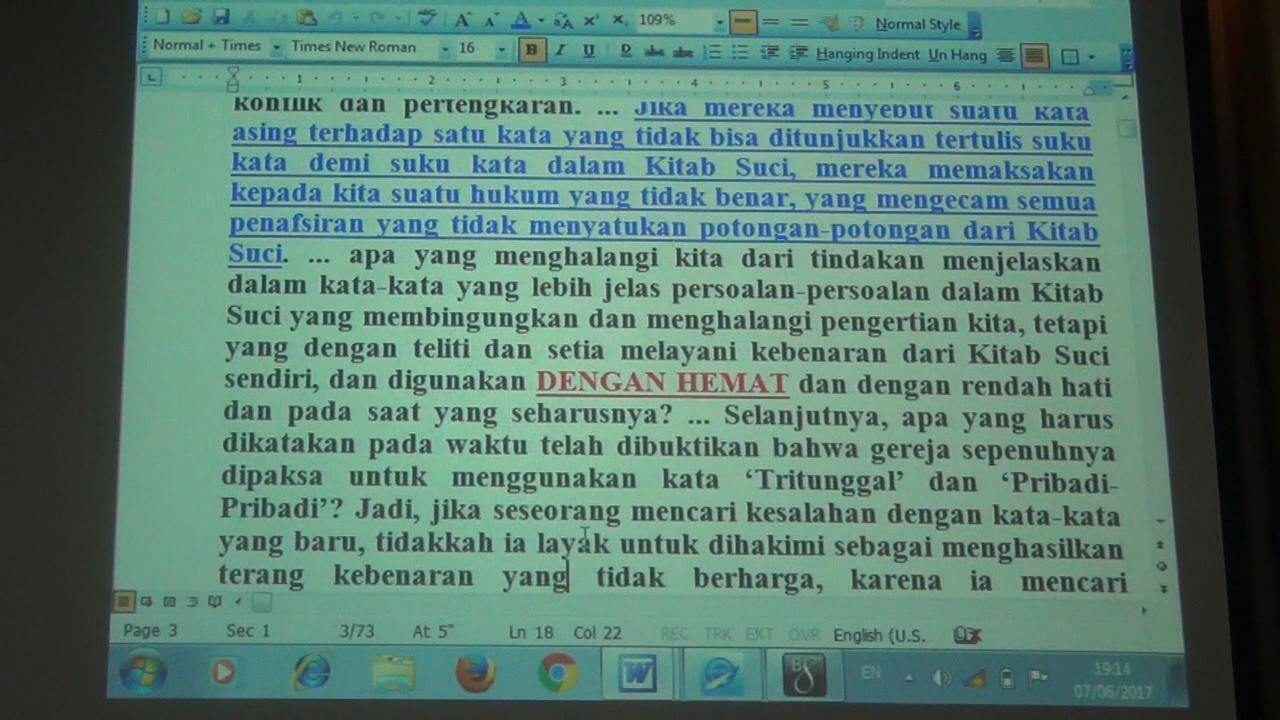 109%
Normal Style
Normal + Times
Times New Roman
16
B I U
Hanging Indent Un Hang
1 2 3 4 5 6
konflik dan pertengkaran. ... Jika mereka menyebut suatu kata
asing terhadap satu kata yang tidak bisa ditunjukkan tertulis suku
kata demi suku kata dalam Kitab Suci, mereka memaksakan
kepada kita suatu hukum yang tidak benar, yang mengecam semua
penafsiran yang tidak menyatukan potongan-potongan dari Kitab
Suci. ... apa yang menghalangi kita dari tindakan menjelaskan
dalam kata-kata yang lebih jelas persoalan-persoalan dalam Kitab
Suci yang membingungkan dan menghalangi pengertian kita, tetapi
yang dengan teliti dan setia melayani kebenaran dari Kitab Suci
sendiri, dan digunakan DENGAN HEMAT dan dengan rendah hati
dan pada saat yang seharusnya? ... Selanjutnya, apa yang harus
dikatakan pada waktu telah dibuktikan bahwa gereja sepenuhnya
dipaksa untuk menggunakan kata ‘Tritunggal’ dan ‘Pribadi-
Pribadi’? Jadi, jika seseorang mencari kesalahan dengan kata-kata
yang baru, tidakkah ia layak untuk dihakimi sebagai menghasilkan
terang kebenaran yang tidak berharga, karena ia mencari
Page 3 Sec 1 3/73 At 5" Ln 18 Col 22 REC TRK EXT OVR English (U.S.
EN
19:14
07/06/2017